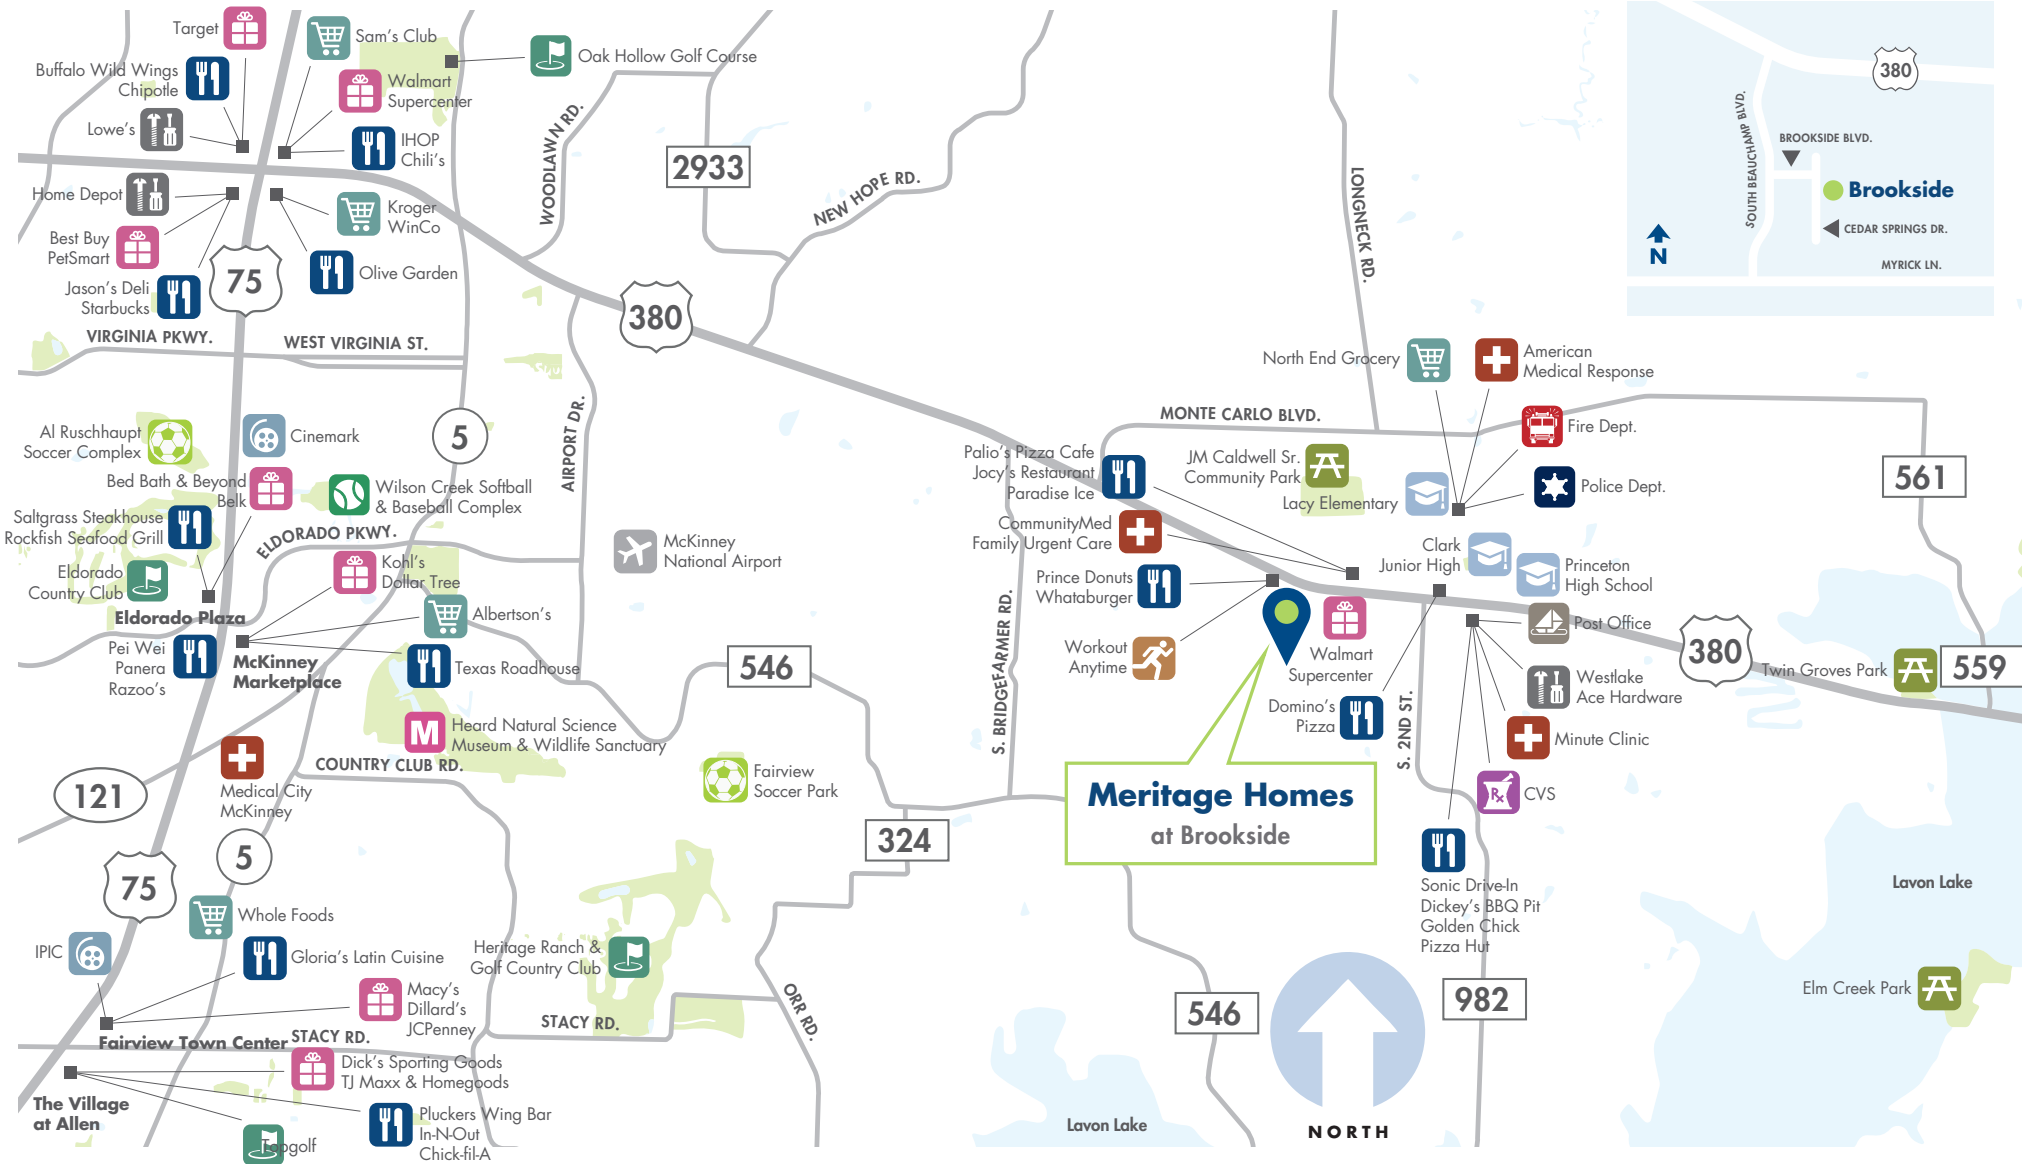 Target
Sam's Club
Buffalo Wild Wings
Chipotle
Lowe's
Walmart
Supercenter
IHOP
Chili's
Oak Hollow Golf Course
Home Depot
Best Buy
PetSmart
Jason's Deli
Starbucks
Kroger
WinCo
Olive Garden
75
VIRGINIA PKWY.
WEST VIRGINIA ST.
WOODLAWN RD.
2933
NEW HOPE RD.
380
LONGNECK RD.
380
SOUTH BEAUCHAMP BLVD.
BROOKSIDE BLVD.
Brookside
CEDAR SPRINGS DR.
MYRICK LN.
N
Al Ruschhaupt
Soccer Complex
Cinemark
5
AIRPORT DR.
Bed Bath & Beyond
Belk
Wilson Creek Softball
& Baseball Complex
Saltgrass Steakhouse
Rockfish Seafood Grill
ELDORADO PKWY.
Eldorado
Country Club
Kohl's
Dollar Tree
Eldorado Plaza
Albertson's
McKinney
National Airport
Pei Wei
Panera
Razoo's
McKinney
Marketplace
Texas Roadhouse
546
Heard Natural Science
Museum & Wildlife Sanctuary
M
COUNTRY CLUB RD.
Medical City
McKinney
121
5
75
Fairview
Soccer Park
324
North End Grocery
American
Medical Response
MONTE CARLO BLVD.
Fire Dept.
Palio's Pizza Cafe
Jocy's Restaurant
Paradise Ice
JM Caldwell Sr.
Community Park
Lacy Elementary
Police Dept.
561
CommunityMed
Family Urgent Care
Clark
Junior High
Princeton
High School
Prince Donuts
Whataburger
Post Office
Workout
Anytime
Walmart
Supercenter
S. BRIDGEFARMER RD.
380
Twin Groves Park
559
Westlake
Ace Hardware
Domino's
Pizza
S. 2ND ST.
Minute Clinic
Rx
CVS
Meritage Homes
at Brookside
Sonic Drive-In
Dickey's BBQ Pit
Golden Chick
Pizza Hut
Lavon Lake
Whole Foods
IPIC
Gloria's Latin Cuisine
Macy's
Dillard's
JCPenney
Fairview Town Center
STACY RD.
Heritage Ranch &
Golf Country Club
STACY RD.
ORR RD.
Dick's Sporting Goods
TJ Maxx & Homegoods
The Village
at Allen
Topgolf
Pluckers Wing Bar
In-N-Out
Chick-fil-A
546
982
Elm Creek Park
Lavon Lake
NORTH